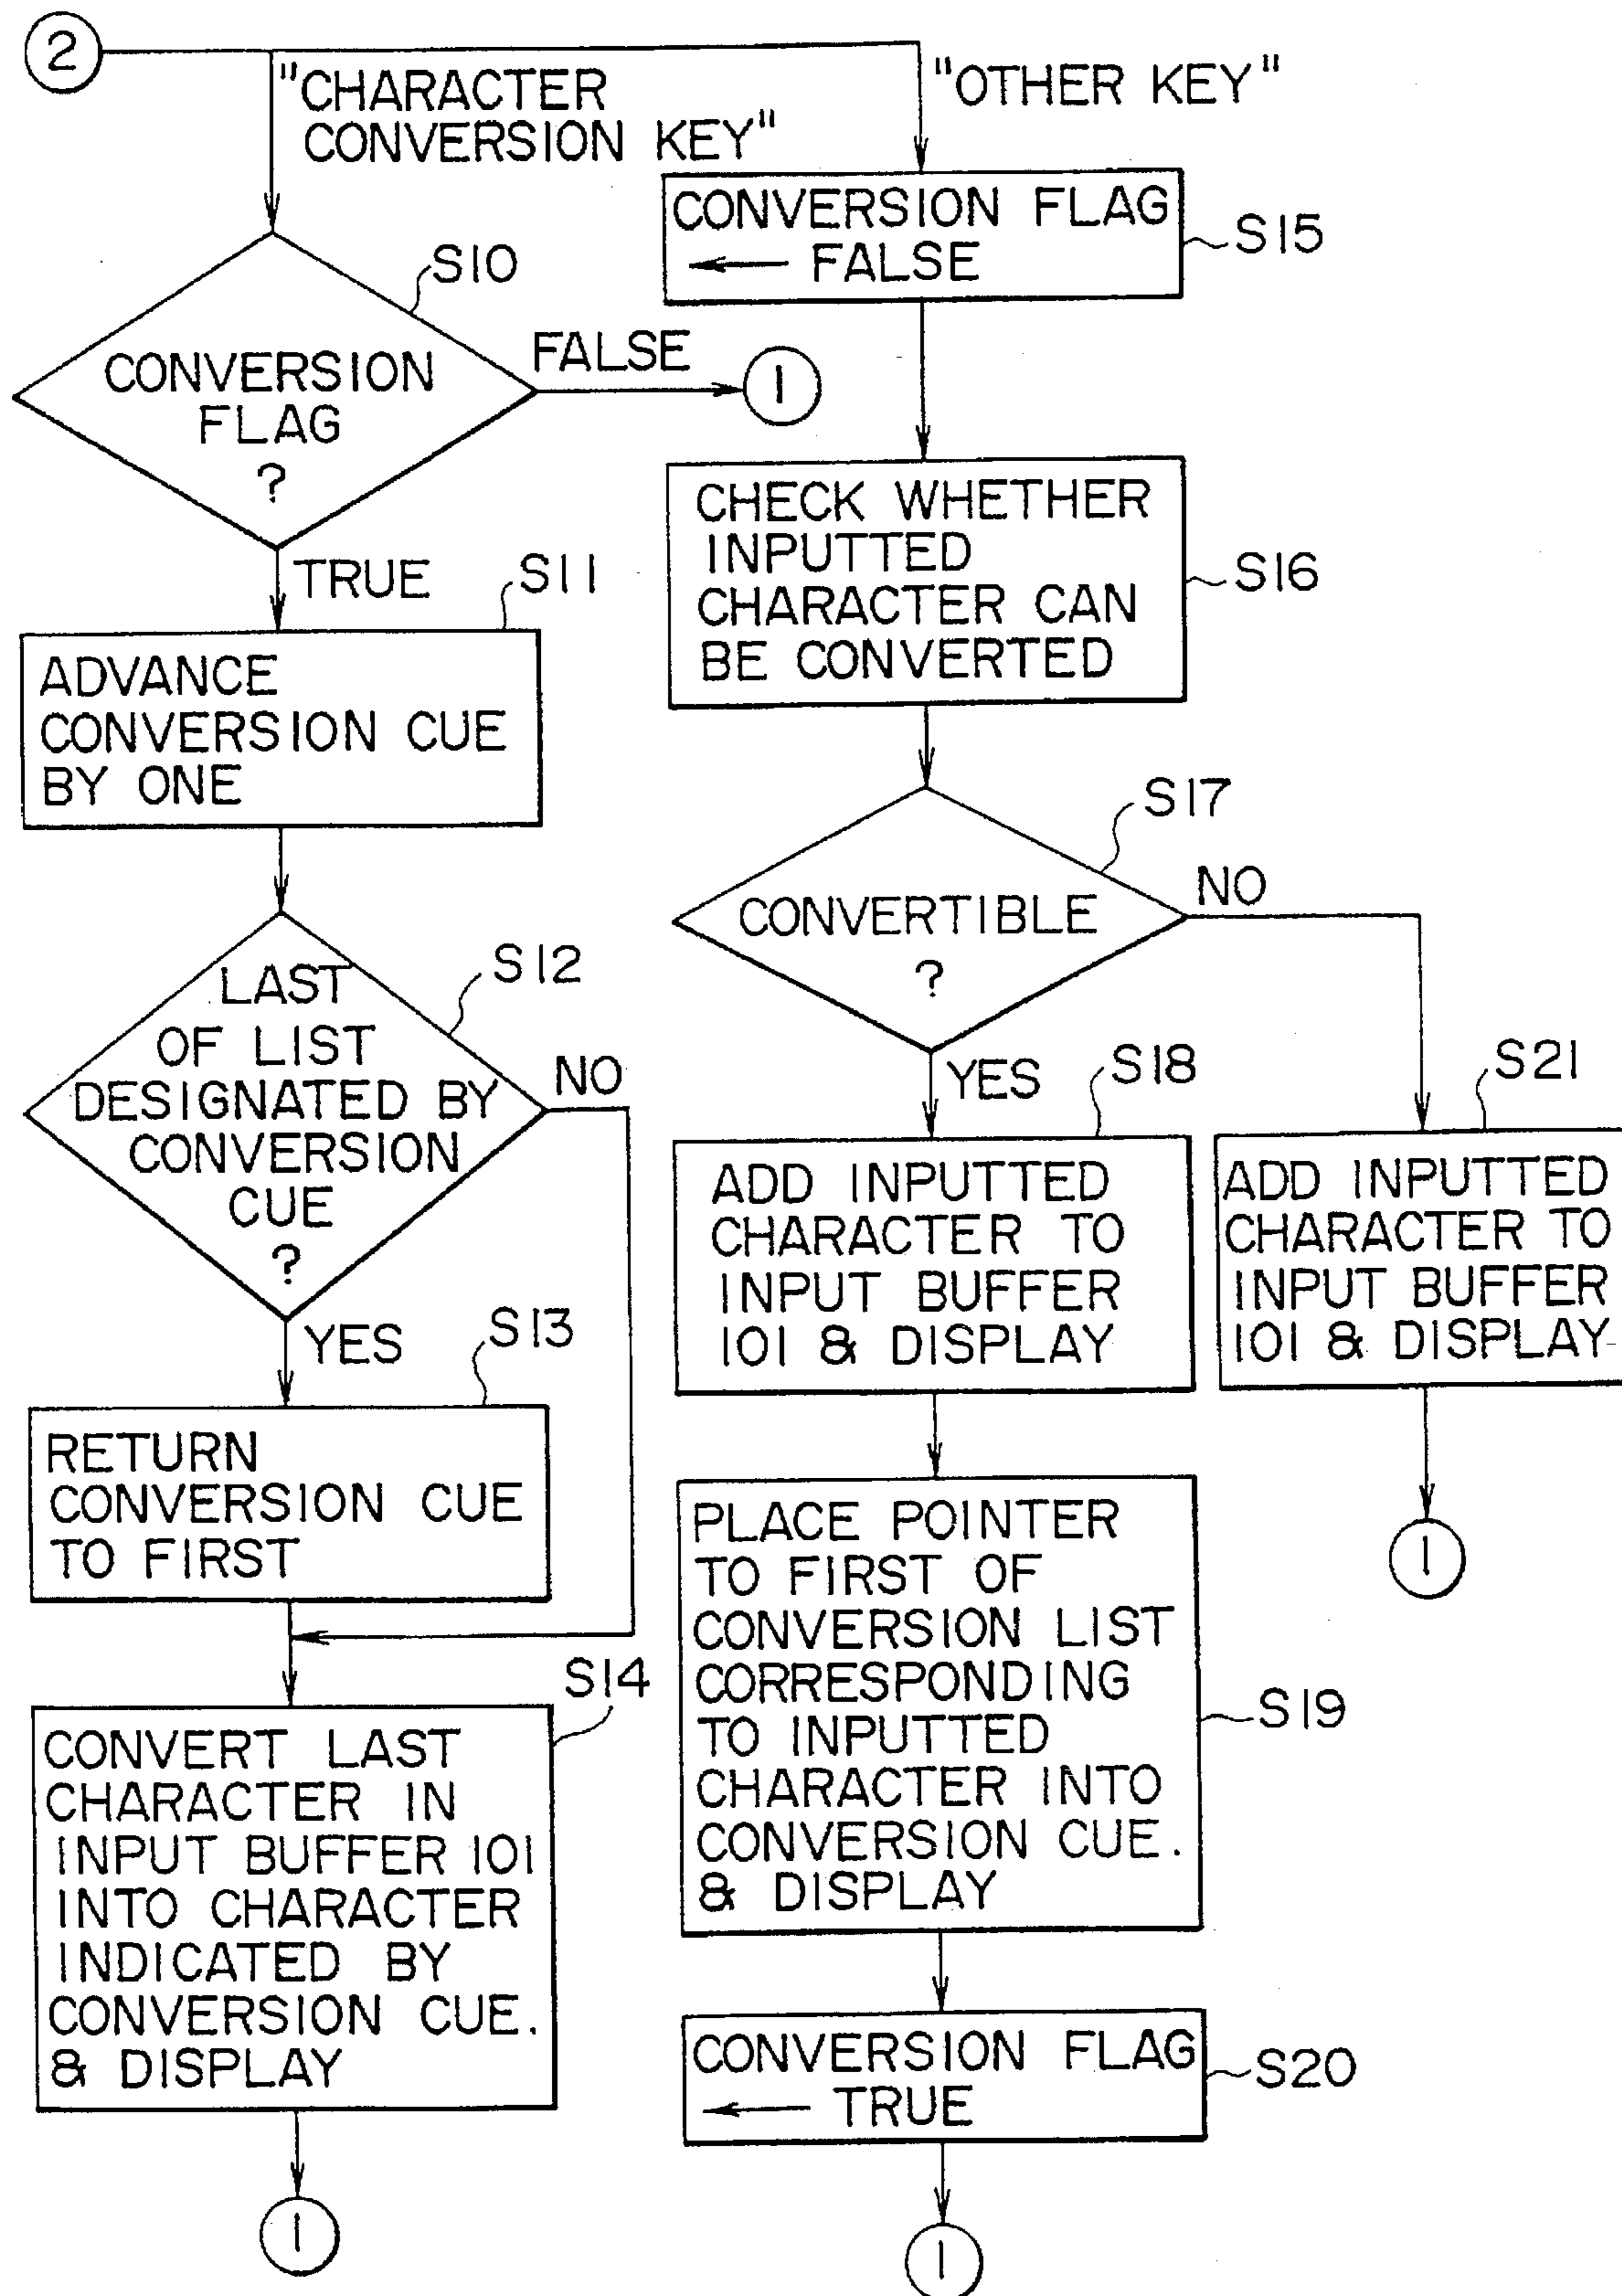 2
"CHARACTER
CONVERSION KEY"
"OTHER KEY"
S10
CONVERSION
FLAG
?
FALSE
1
TRUE
S11
ADVANCE
CONVERSION CUE
BY ONE
S12
LAST
OF LIST
DESIGNATED BY
CONVERSION
CUE
?
NO
YES
S13
RETURN
CONVERSION CUE
TO FIRST
S14
CONVERT LAST
CHARACTER IN
INPUT BUFFER 101
INTO CHARACTER
INDICATED BY
CONVERSION CUE.
& DISPLAY
1
CONVERSION FLAG
← FALSE
S15
CHECK WHETHER
INPUTTED
CHARACTER CAN
BE CONVERTED
S16
S17
CONVERTIBLE
?
NO
YES
S18
ADD INPUTTED
CHARACTER TO
INPUT BUFFER
101 & DISPLAY
PLACE POINTER
TO FIRST OF
CONVERSION LIST
CORRESPONDING
TO INPUTTED
CHARACTER INTO
CONVERSION CUE.
& DISPLAY
S19
CONVERSION FLAG
← TRUE
S20
1
S21
ADD INPUTTED
CHARACTER TO
INPUT BUFFER
101 & DISPLAY
1